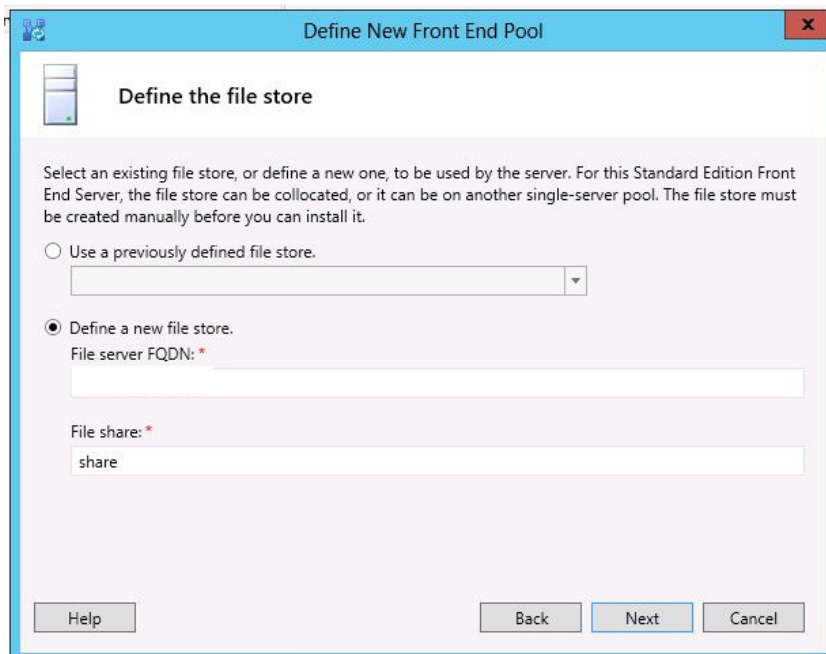 Define New Front End Pool
x
Define the file store
Select an existing file store, or define a new one, to be used by the server. For this Standard Edition Front
End Server, the file store can be collocated, or it can be on another single-server pool. The file store must
be created manually before you can install it.
Use a previously defined file store.
Define a new file store.
File server FQDN: *
File share: *
share
Help
Back
Next
Cancel